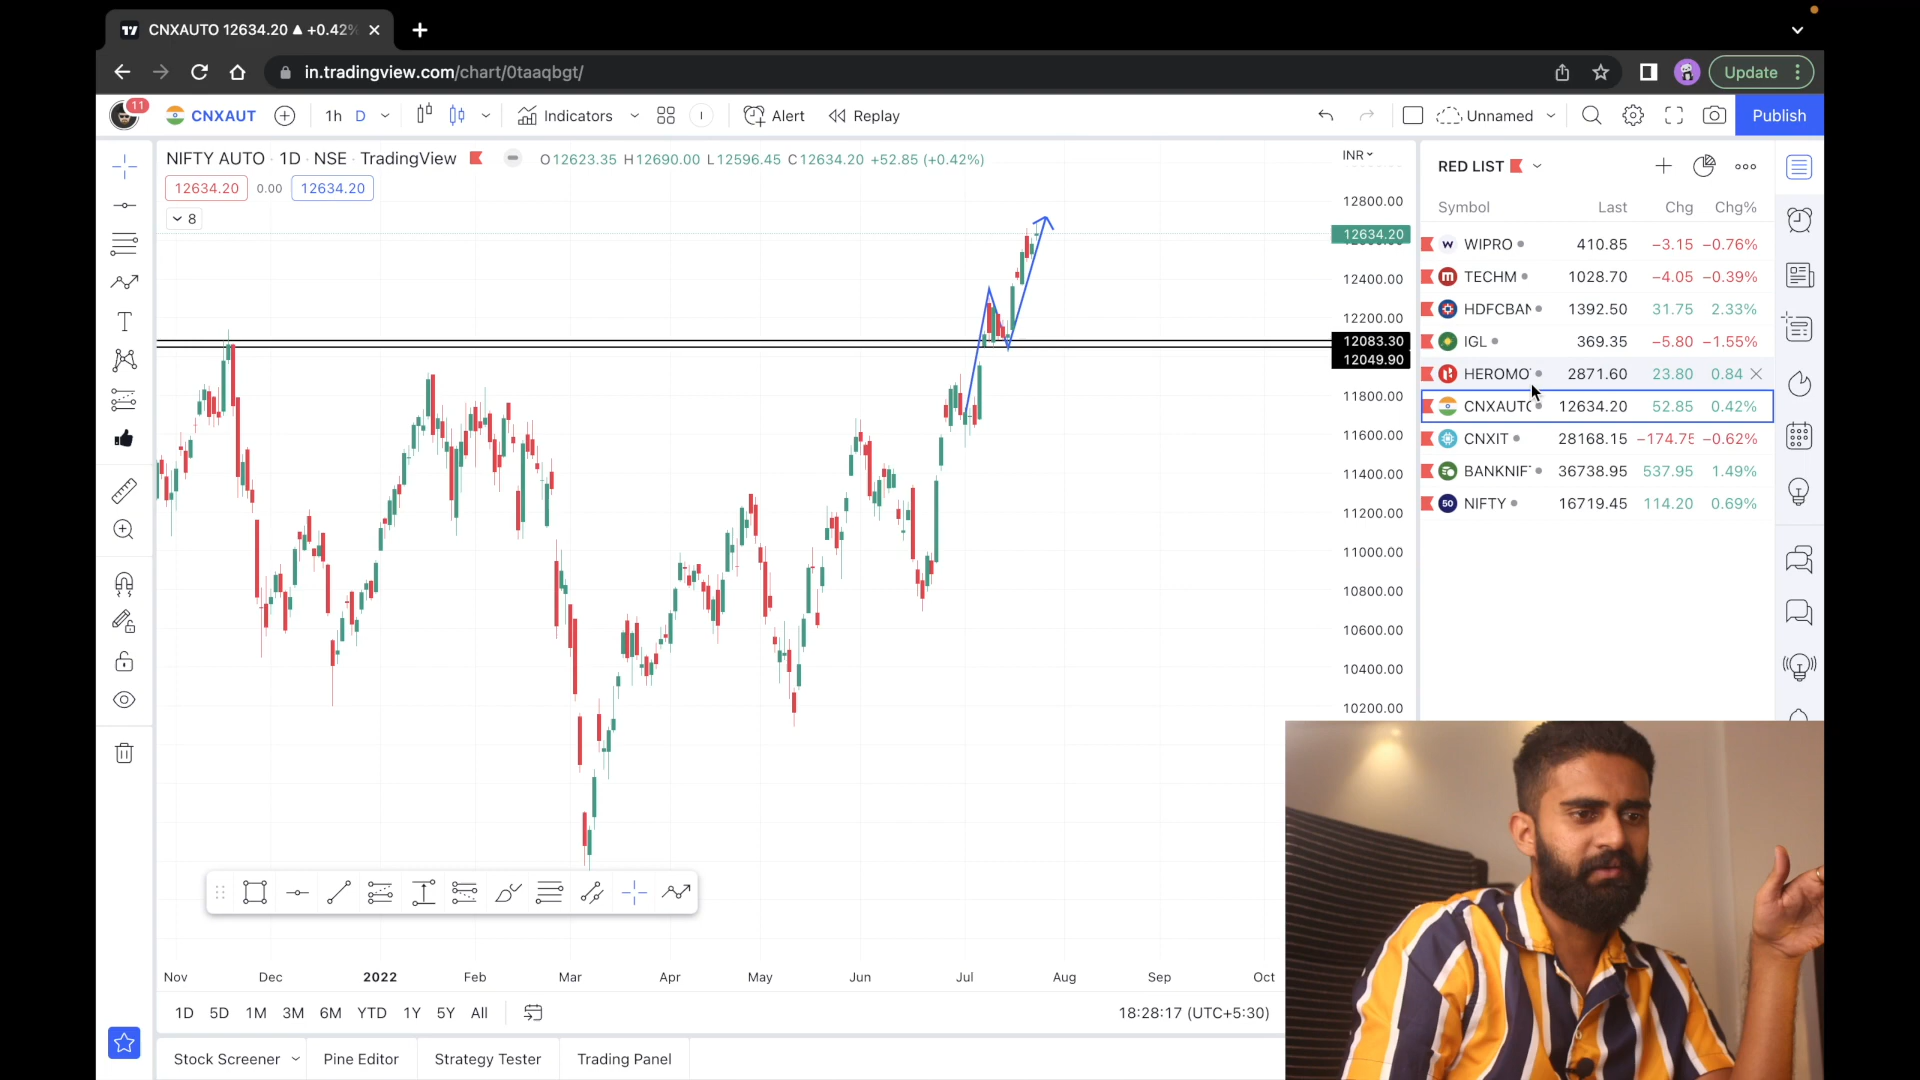 CNXAUTO 12634.20 ▲ +0.42%
in.tradingview.com/chart/0taaqbgt/
Update
11
CNXAUT
1h D
Indicators
Alert
Replay
Unnamed
Publish
NIFTY AUTO · 1D · NSE · TradingView
O12623.35 H12690.00 L12596.45 C12634.20 +52.85 (+0.42%)
12634.20 0.00 12634.20
8
INR
12800.00
12634.20
12400.00
12200.00
12083.30
12049.90
11800.00
11600.00
11400.00
11200.00
11000.00
10800.00
10600.00
10400.00
10200.00
RED LIST
Symbol Last Chg Chg%
W WIPRO 410.85 −3.15 −0.76%
TECHM 1028.70 −4.05 −0.39%
HDFCBAN 1392.50 31.75 2.33%
IGL 369.35 −5.80 −1.55%
HEROMO 2871.60 23.80 0.84
CNXAUTO 12634.20 52.85 0.42%
CNXIT 28168.15 −174.75 −0.62%
BANKNIF 36738.95 537.95 1.49%
50 NIFTY 16719.45 114.20 0.69%
Nov Dec 2022 Feb Mar Apr May Jun Jul Aug Sep Oct
1D 5D 1M 3M 6M YTD 1Y 5Y All
18:28:17 (UTC+5:30)
Stock Screener Pine Editor Strategy Tester Trading Panel